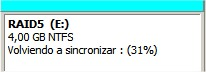 RAID5 (E:)
4,00 GB NTFS
Volviendo a sincronizar : (31%)